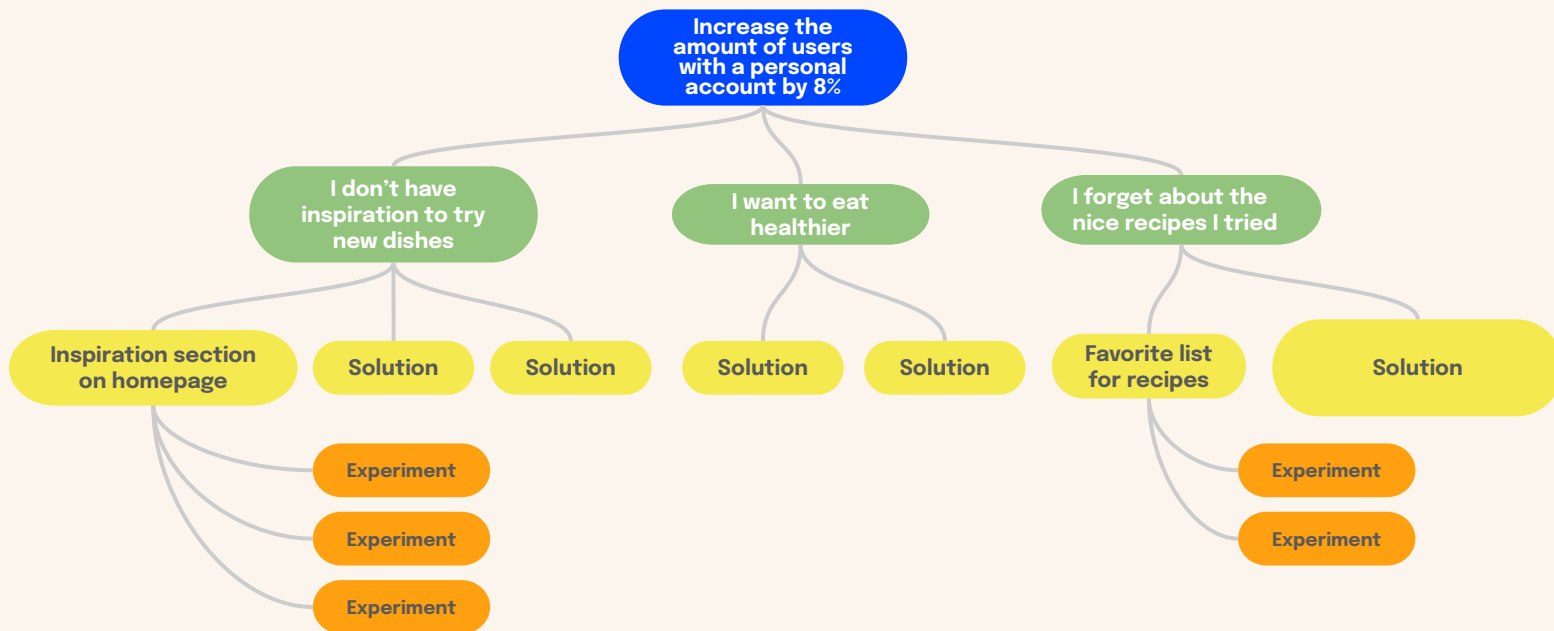 Increase the
amount of users
with a personal
account by 8%
I don’t have
inspiration to try
new dishes
I want to eat
healthier
I forget about the
nice recipes I tried
Inspiration section
on homepage
Solution
Solution
Solution
Solution
Favorite list
for recipes
Solution
Experiment
Experiment
Experiment
Experiment
Experiment